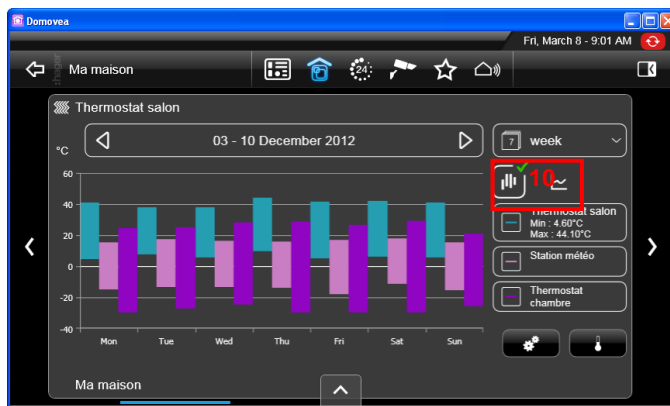 Domovea
Fri, March 8 - 9:01 AM
:hager
Ma maison
24
Thermostat salon
°C
03 - 10 December 2012
7 week
10
60
40
20
0
-20
-40
Mon Tue Wed Thu Fri Sat Sun
Thermostat salon
Min : 4.60°C
Max : 44.10°C
Station météo
Thermostat
chambre
Ma maison